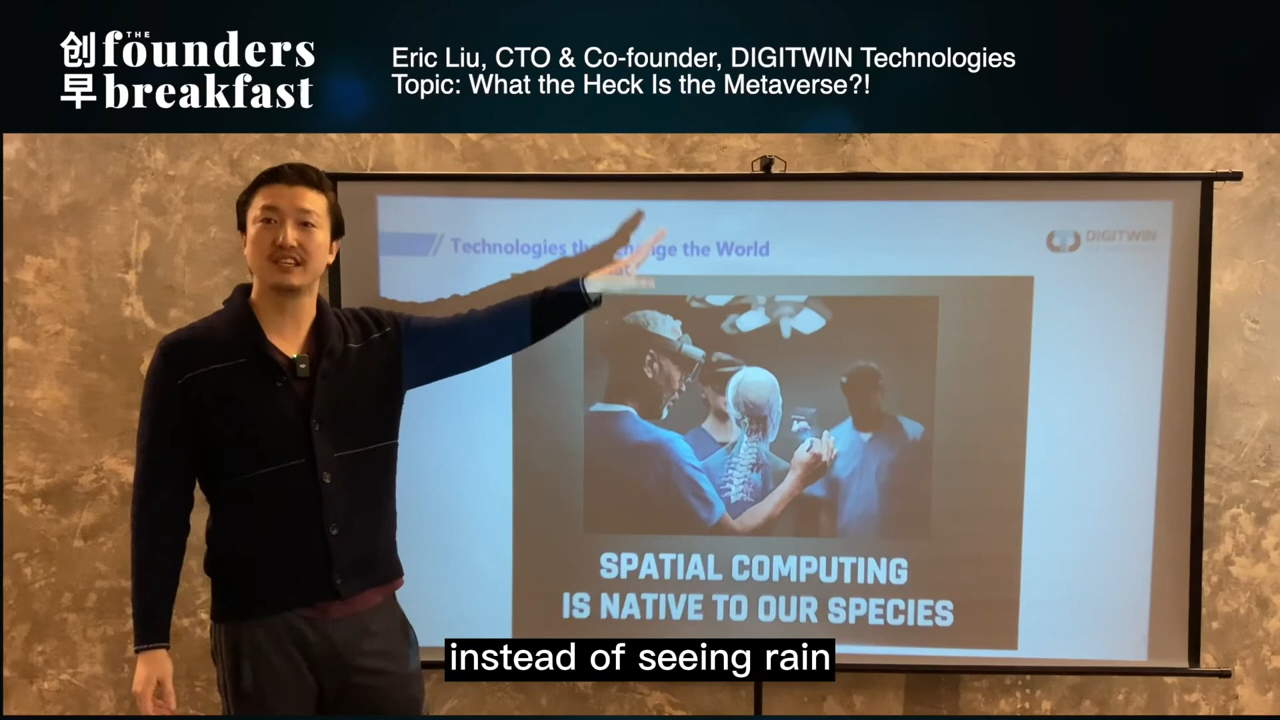 创 THE founders
早 breakfast
Eric Liu, CTO & Co-founder, DIGITWIN Technologies
Topic: What the Heck Is the Metaverse?!
Technologies change the World
DIGITWIN
SPATIAL COMPUTING
IS NATIVE TO OUR SPECIES
instead of seeing rain